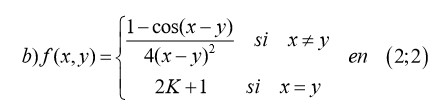 b) f(x,y) = { (1−cos(x−y)) / (4(x−y)²) si x ≠ y en (2;2)
2K+1 si x = y